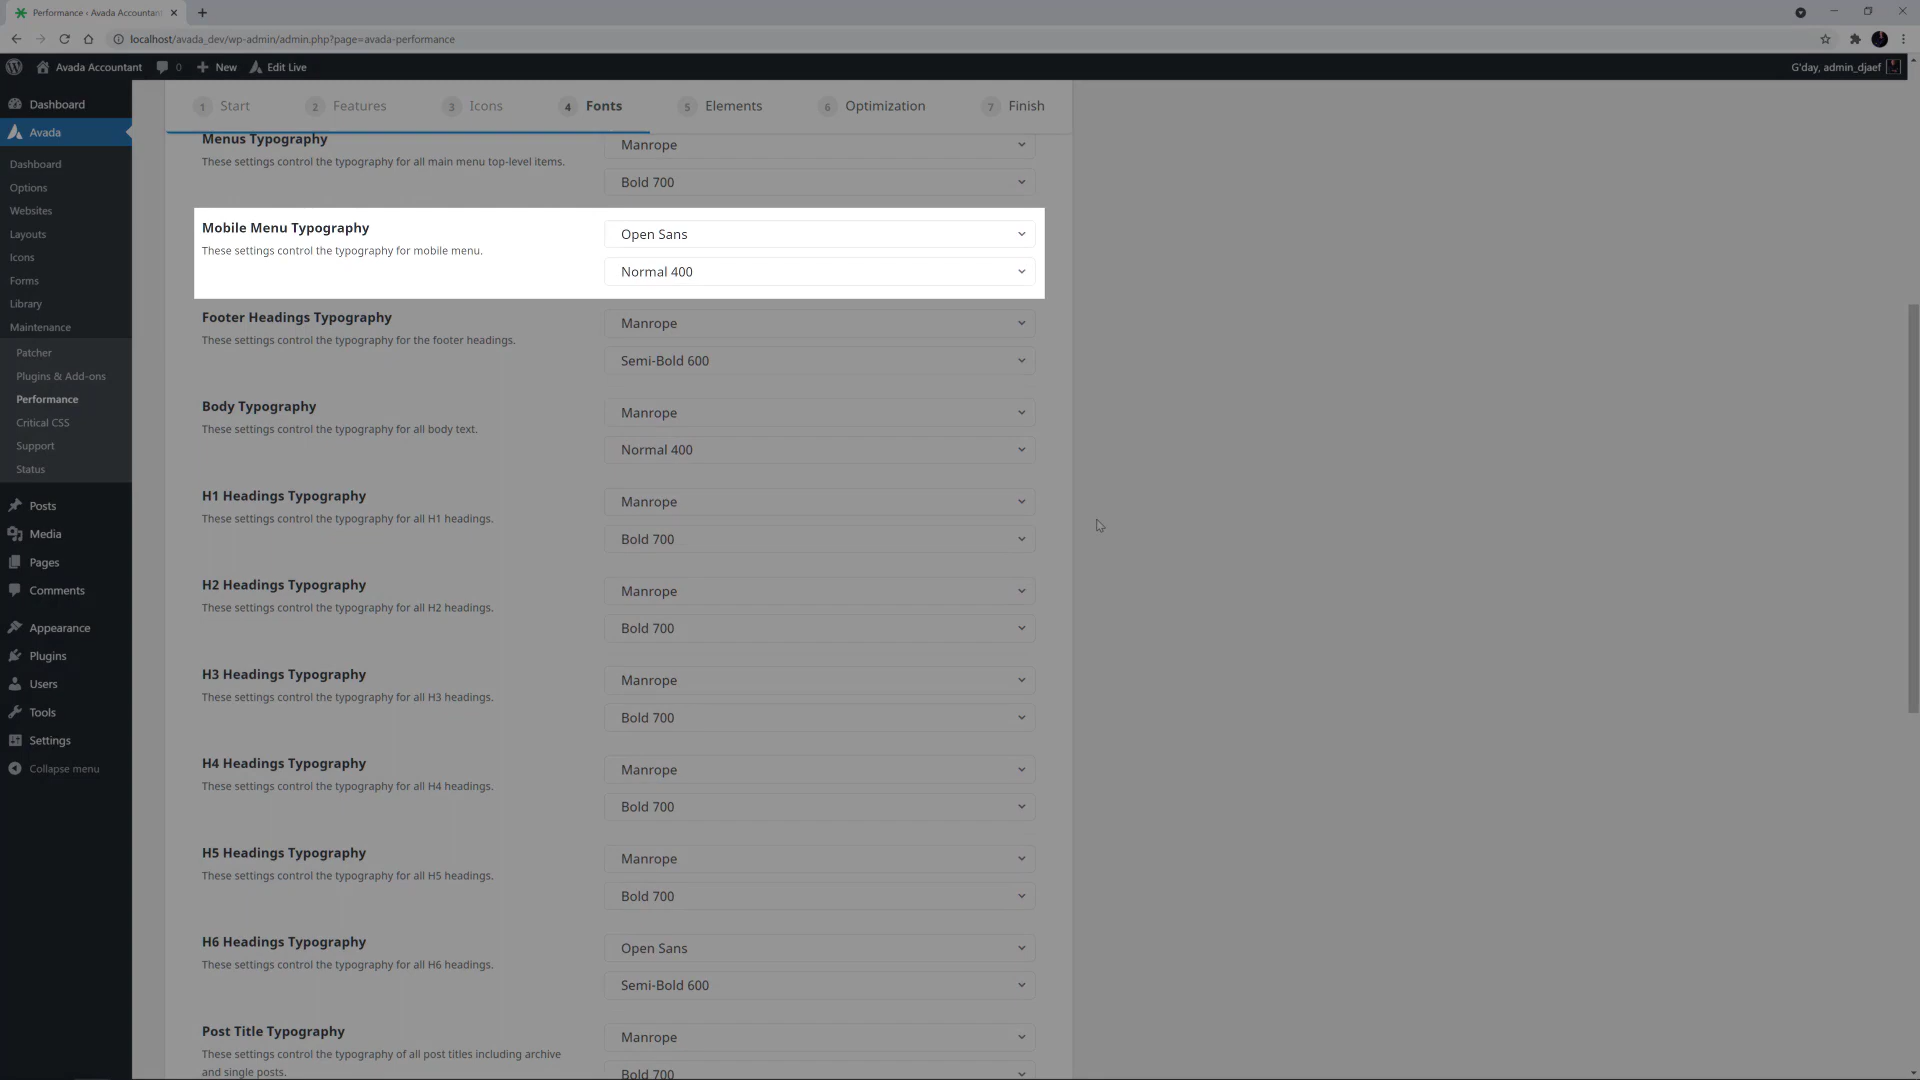 Performance ‹ Avada Accountan
localhost/avada_dev/wp-admin/admin.php?page=avada-performance
Avada Accountant
0
New
Edit Live
G'day, admin_djaef
Dashboard
Avada
Dashboard
Options
Websites
Layouts
Icons
Forms
Library
Maintenance
Patcher
Plugins & Add-ons
Performance
Critical CSS
Support
Status
Posts
Media
Pages
Comments
Appearance
Plugins
Users
Tools
Settings
Collapse menu
1 Start
2 Features
3 Icons
4 Fonts
5 Elements
6 Optimization
7 Finish
Menus Typography
These settings control the typography for all main menu top-level items.
Manrope
Bold 700
Mobile Menu Typography
These settings control the typography for mobile menu.
Open Sans
Normal 400
Footer Headings Typography
These settings control the typography for the footer headings.
Manrope
Semi-Bold 600
Body Typography
These settings control the typography for all body text.
Manrope
Normal 400
H1 Headings Typography
These settings control the typography for all H1 headings.
Manrope
Bold 700
H2 Headings Typography
These settings control the typography for all H2 headings.
Manrope
Bold 700
H3 Headings Typography
These settings control the typography for all H3 headings.
Manrope
Bold 700
H4 Headings Typography
These settings control the typography for all H4 headings.
Manrope
Bold 700
H5 Headings Typography
These settings control the typography for all H5 headings.
Manrope
Bold 700
H6 Headings Typography
These settings control the typography for all H6 headings.
Open Sans
Semi-Bold 600
Post Title Typography
These settings control the typography of all post titles including archive
and single posts.
Manrope
Bold 700